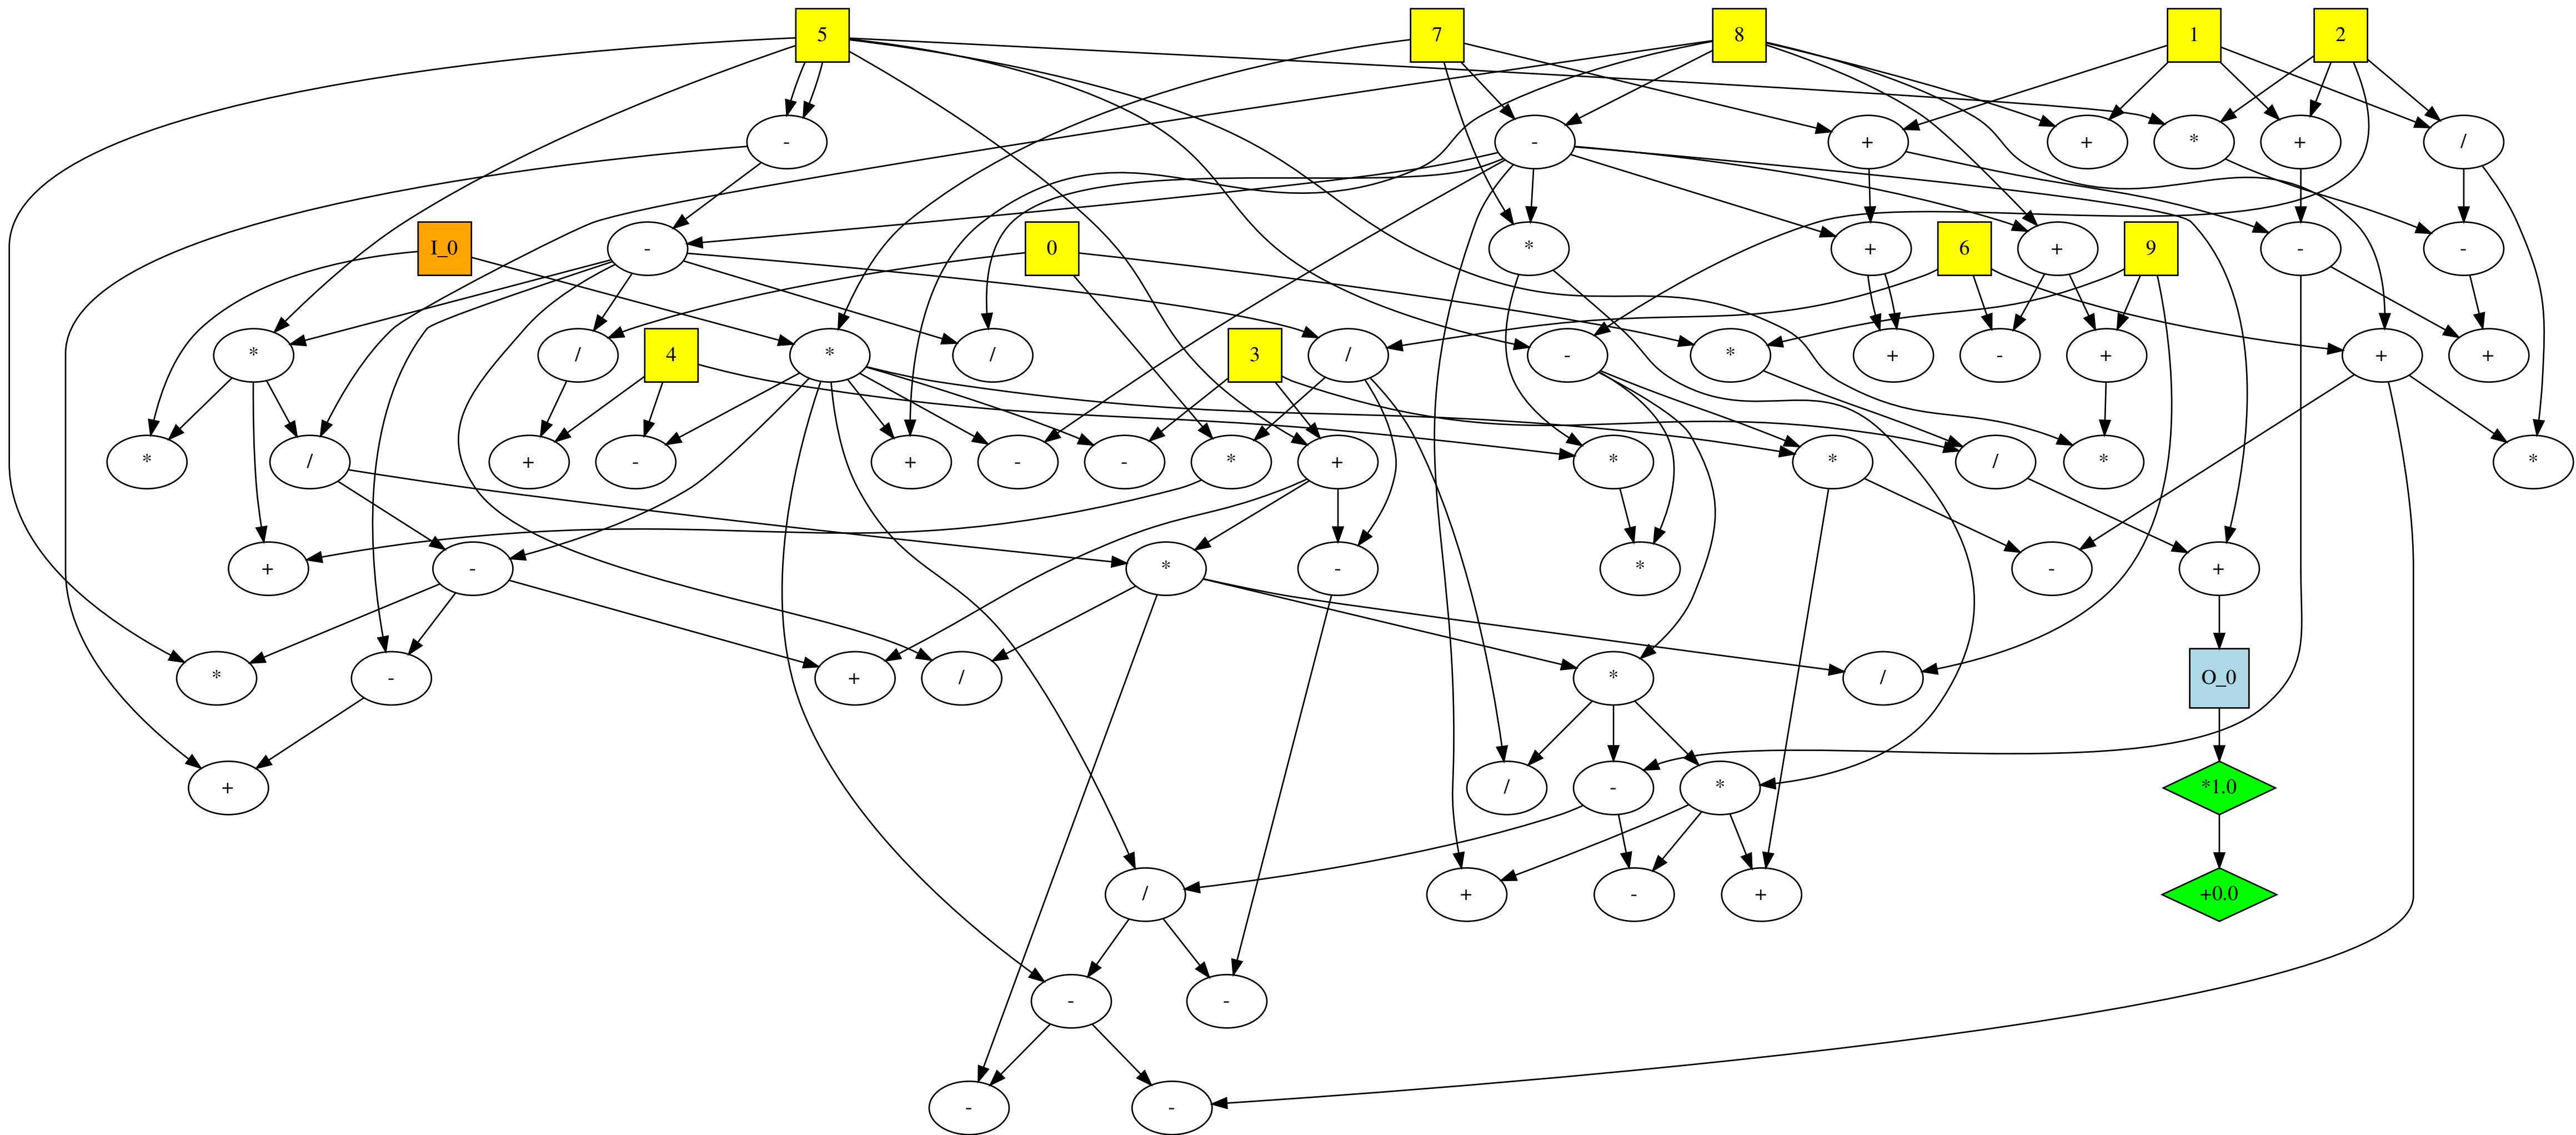 5 7 8 1 2
- - + + * + /
I_0 - 0 * + 6 + 9 - -
* / 4 * / 3 / - * + - + + +
* / + - + - - * + * * / * *
+ - * - * - +
* - + / * / O_0
+ / - * *1.0
/ + - + +0.0
- -
- -